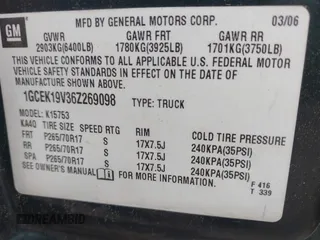 GM
MFD BY GENERAL MOTORS CORP. 03/06
GVWR GAWR FRT GAWR RR
2903KG(6400LB) 1780KG(3925LB) 1701KG(3750LB)
THIS VEHICLE CONFORMS TO ALL APPLICABLE U.S. FEDERAL
MOTOR VEHICLE SAFETY STANDARDS IN EFFECT ON THE DATE OF
MANUFACTURE SHOWN ABOVE.
1GCEK19V36Z269098 TYPE: TRUCK
MODEL: K15753
KA40 TIRE SIZE SPEED RTG RIM COLD TIRE PRESSURE
FRT P265/70R17 S 17X7.5J 240KPA(35PSI)
RR P265/70R17 S 17X7.5J 240KPA(35PSI)
SPA P265/70R17 S 17X7.5J 240KPA(35PSI)
SEE OWNER'S MANUAL FOR ADDITIONAL INFORMATION
F 416
T 339